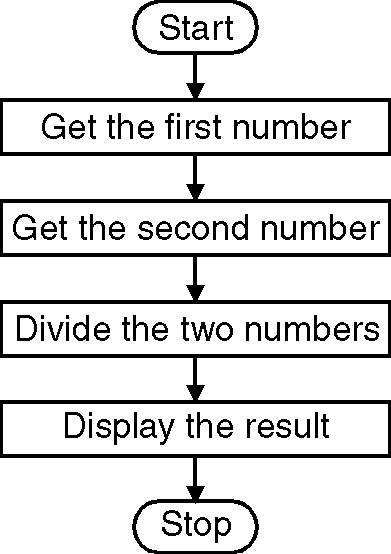 Start
Get the first number
Get the second number
Divide the two numbers
Display the result
Stop